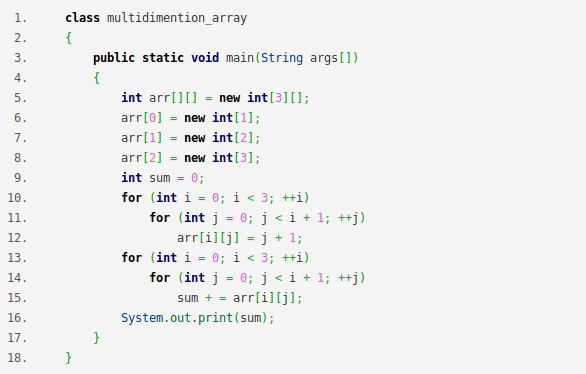 1. class multidimention_array
2. {
3. public static void main(String args[])
4. {
5. int arr[][] = new int[3][];
6. arr[0] = new int[1];
7. arr[1] = new int[2];
8. arr[2] = new int[3];
9. int sum = 0;
10. for (int i = 0; i < 3; ++i)
11. for (int j = 0; j < i + 1; ++j)
12. arr[i][j] = j + 1;
13. for (int i = 0; i < 3; ++i)
14. for (int j = 0; j < i + 1; ++j)
15. sum + = arr[i][j];
16. System.out.print(sum);
17. }
18. }